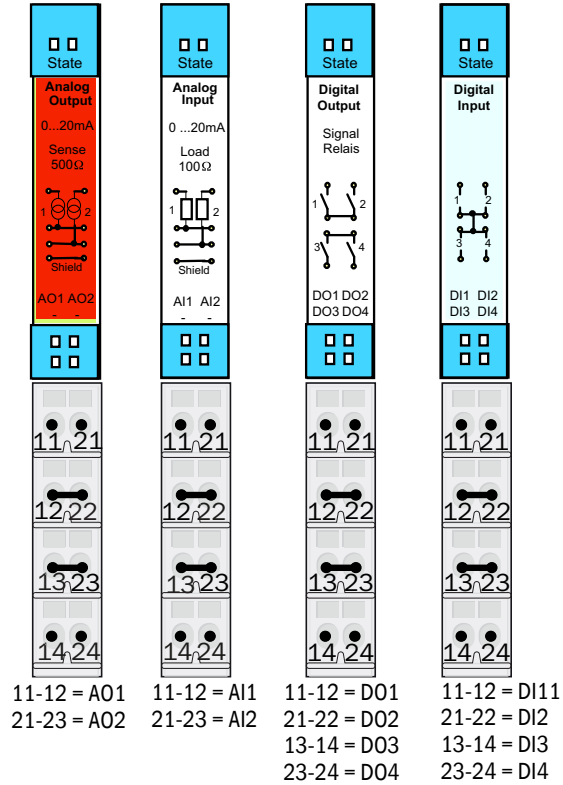 State
Analog
Output
0...20mA
Sense
500Ω
1 2
Shield
AO1 AO2
- -
11 21
12 22
13 23
14 24
11-12 = AO1
21-23 = AO2
State
Analog
Input
0 ...20mA
Load
100Ω
1 2
Shield
AI1 AI2
- -
11 21
12 22
13 23
14 24
11-12 = AI1
21-23 = AI2
State
Digital
Output
Signal
Relais
1 2
3 4
DO1 DO2
DO3 DO4
11 21
12 22
13 23
14 24
11-12 = DO1
21-22 = DO2
13-14 = DO3
23-24 = DO4
State
Digital
Input
1 2
3 4
DI1 DI2
DI3 DI4
11 21
12 22
13 23
14 24
11-12 = DI11
21-22 = DI2
13-14 = DI3
23-24 = DI4